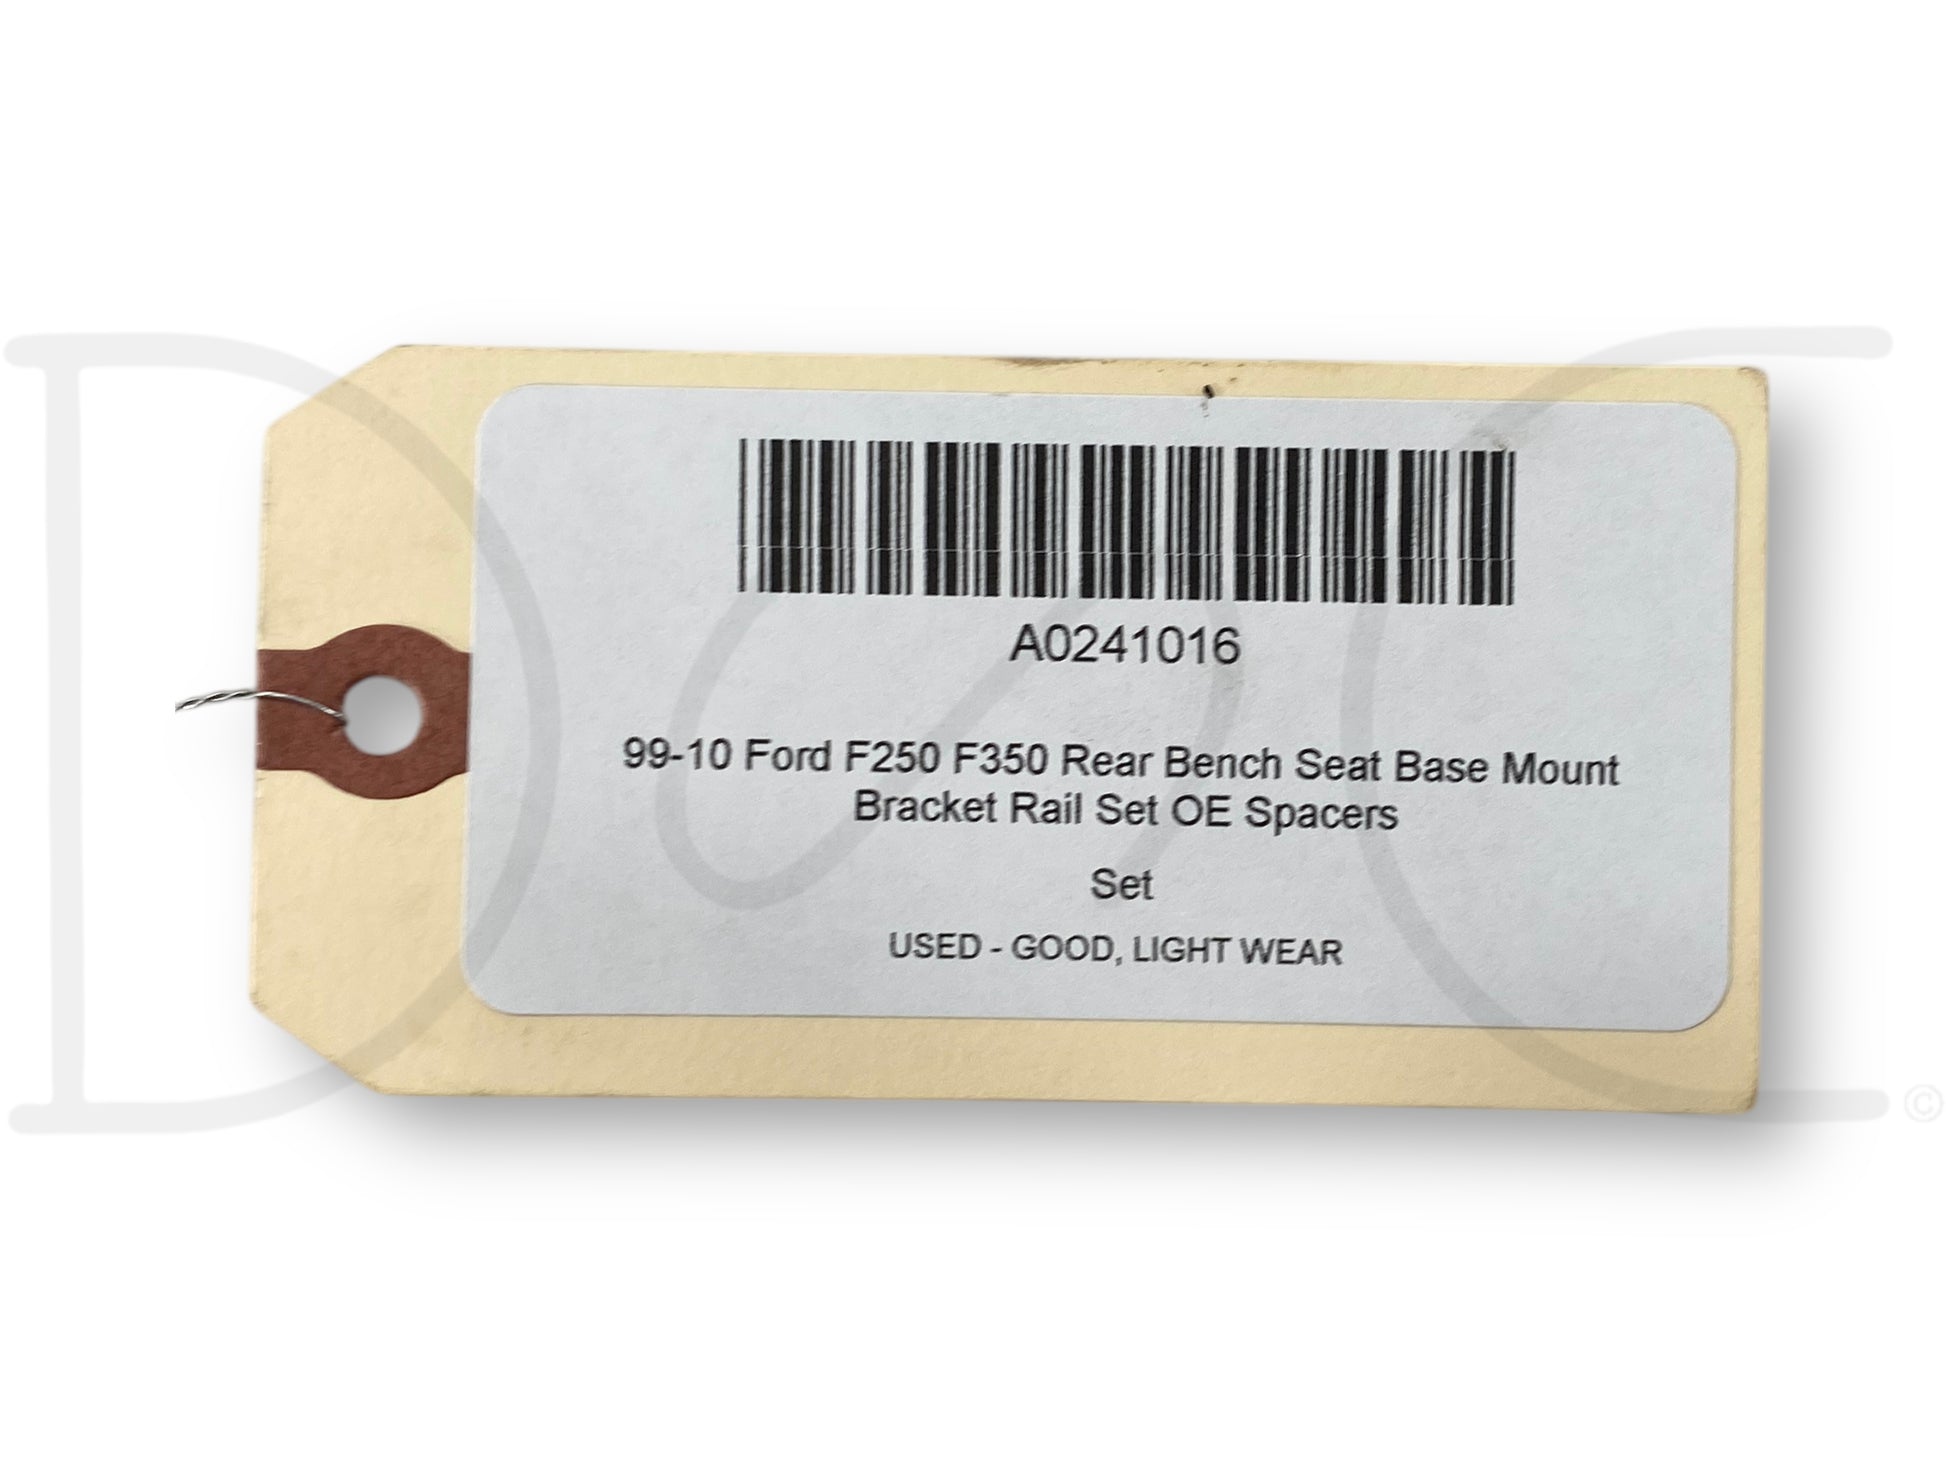 A0241016
99-10 Ford F250 F350 Rear Bench Seat Base Mount
Bracket Rail Set OE Spacers
Set
USED - GOOD, LIGHT WEAR
©